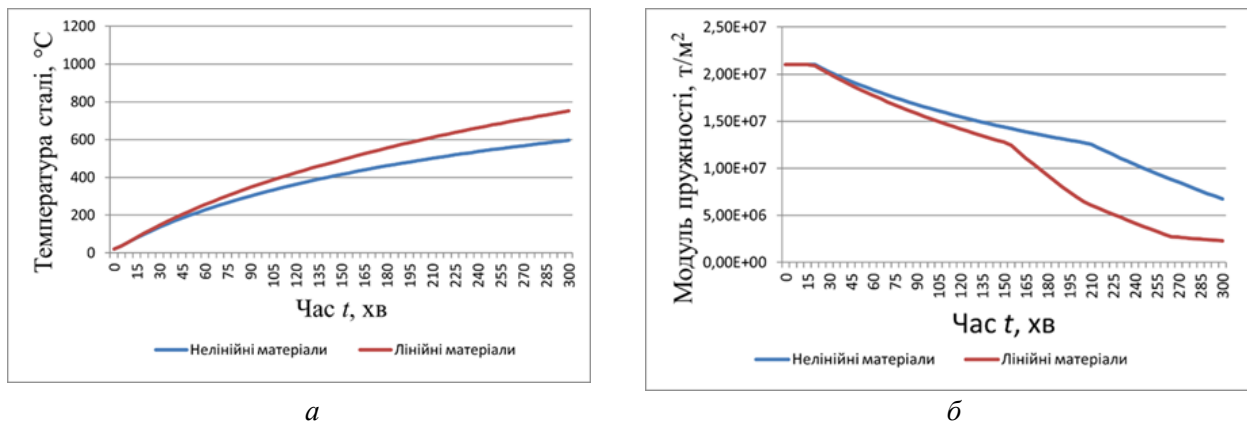 1200
1000
800
600
400
200
0
Температура сталі, °С
0 15 30 45 60 75 90 105 120 135 150 165 180 195 210 225 240 255 270 285 300
Час t, хв
Нелінійні матеріали Лінійні матеріали
а
2,50E+07
2,00E+07
1,50E+07
1,00E+07
5,00E+06
0,00E+00
Модуль пружності, т/м²
0 15 30 45 60 75 90 105 120 135 150 165 180 195 210 225 240 255 270 285 300
Час t, хв
Нелінійні матеріали Лінійні матеріали
б